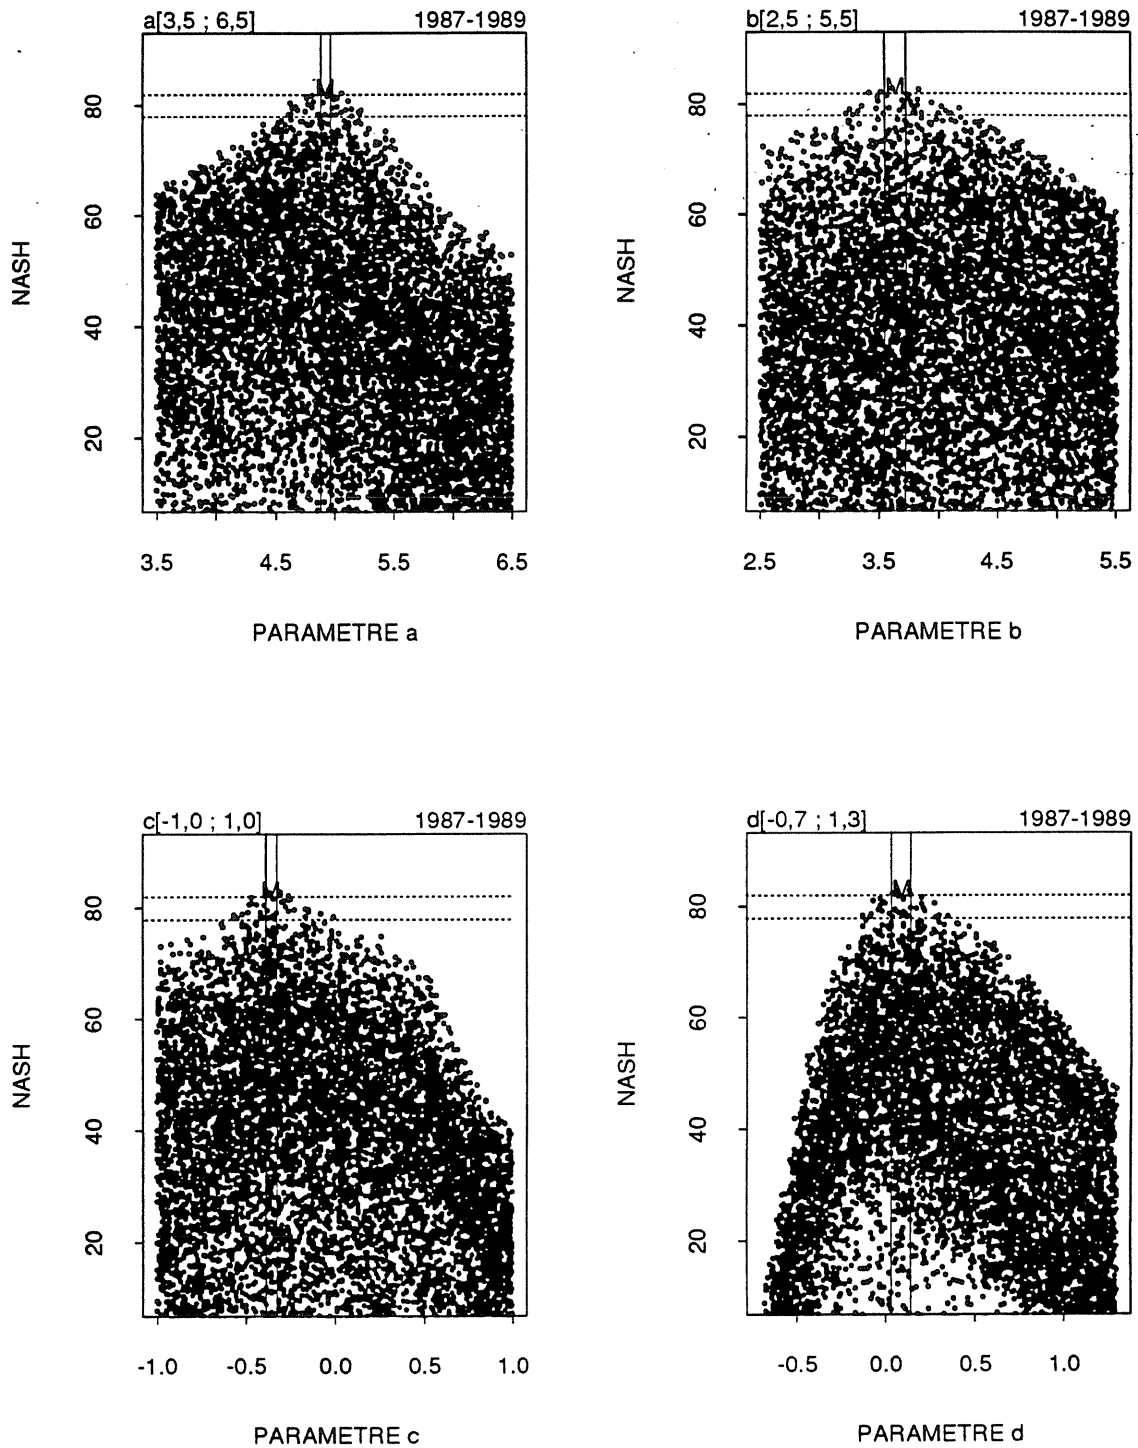 a[3,5 ; 6,5] 1987-1989
NASH
80
60
40
20
M
3.5 4.5 5.5 6.5
PARAMETRE a
b[2,5 ; 5,5] 1987-1989
NASH
80
60
40
20
M
2.5 3.5 4.5 5.5
PARAMETRE b
c[-1,0 ; 1,0] 1987-1989
NASH
80
60
40
20
M
-1.0 -0.5 0.0 0.5 1.0
PARAMETRE c
d[-0,7 ; 1,3] 1987-1989
NASH
80
60
40
20
M
-0.5 0.0 0.5 1.0
PARAMETRE d